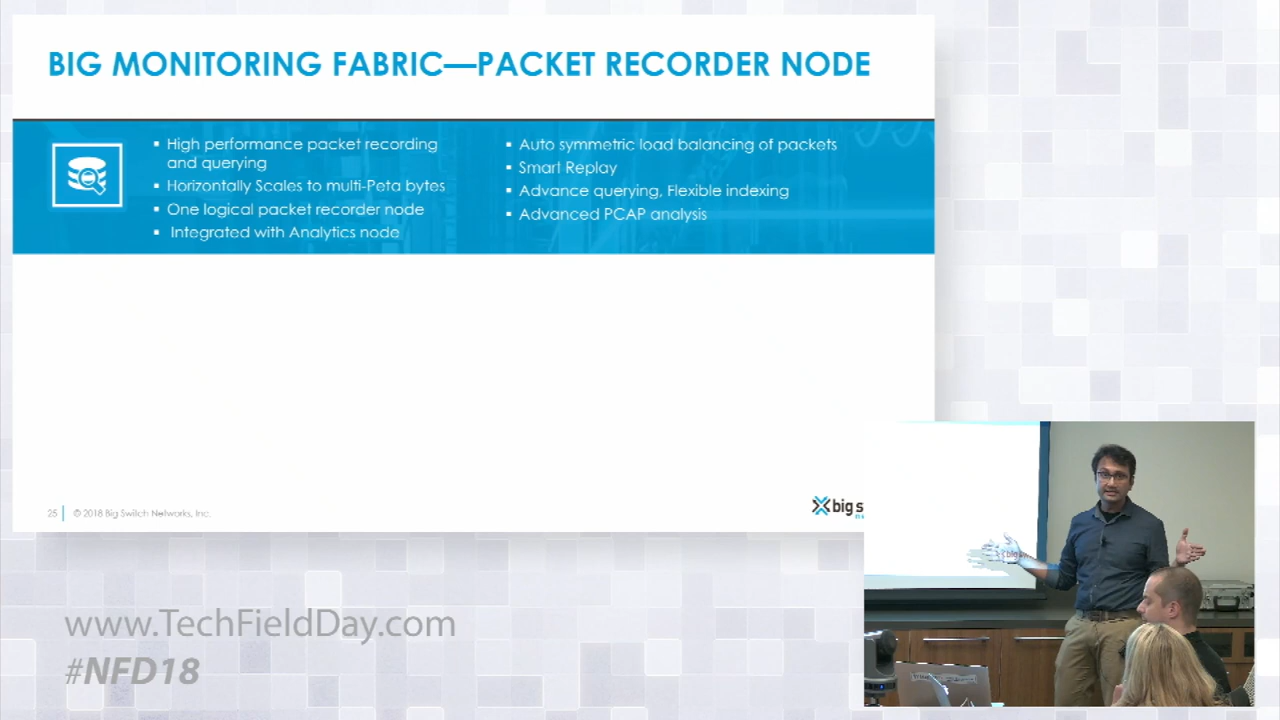 BIG MONITORING FABRIC—PACKET RECORDER NODE
▪ High performance packet recording
and querying
▪ Horizontally Scales to multi-Peta bytes
▪ One logical packet recorder node
▪ Integrated with Analytics node
▪ Auto symmetric load balancing of packets
▪ Smart Replay
▪ Advance querying, Flexible indexing
▪ Advanced PCAP analysis
25 © 2018 Big Switch Networks, Inc.
big s
www.TechFieldDay.com
#NFD18